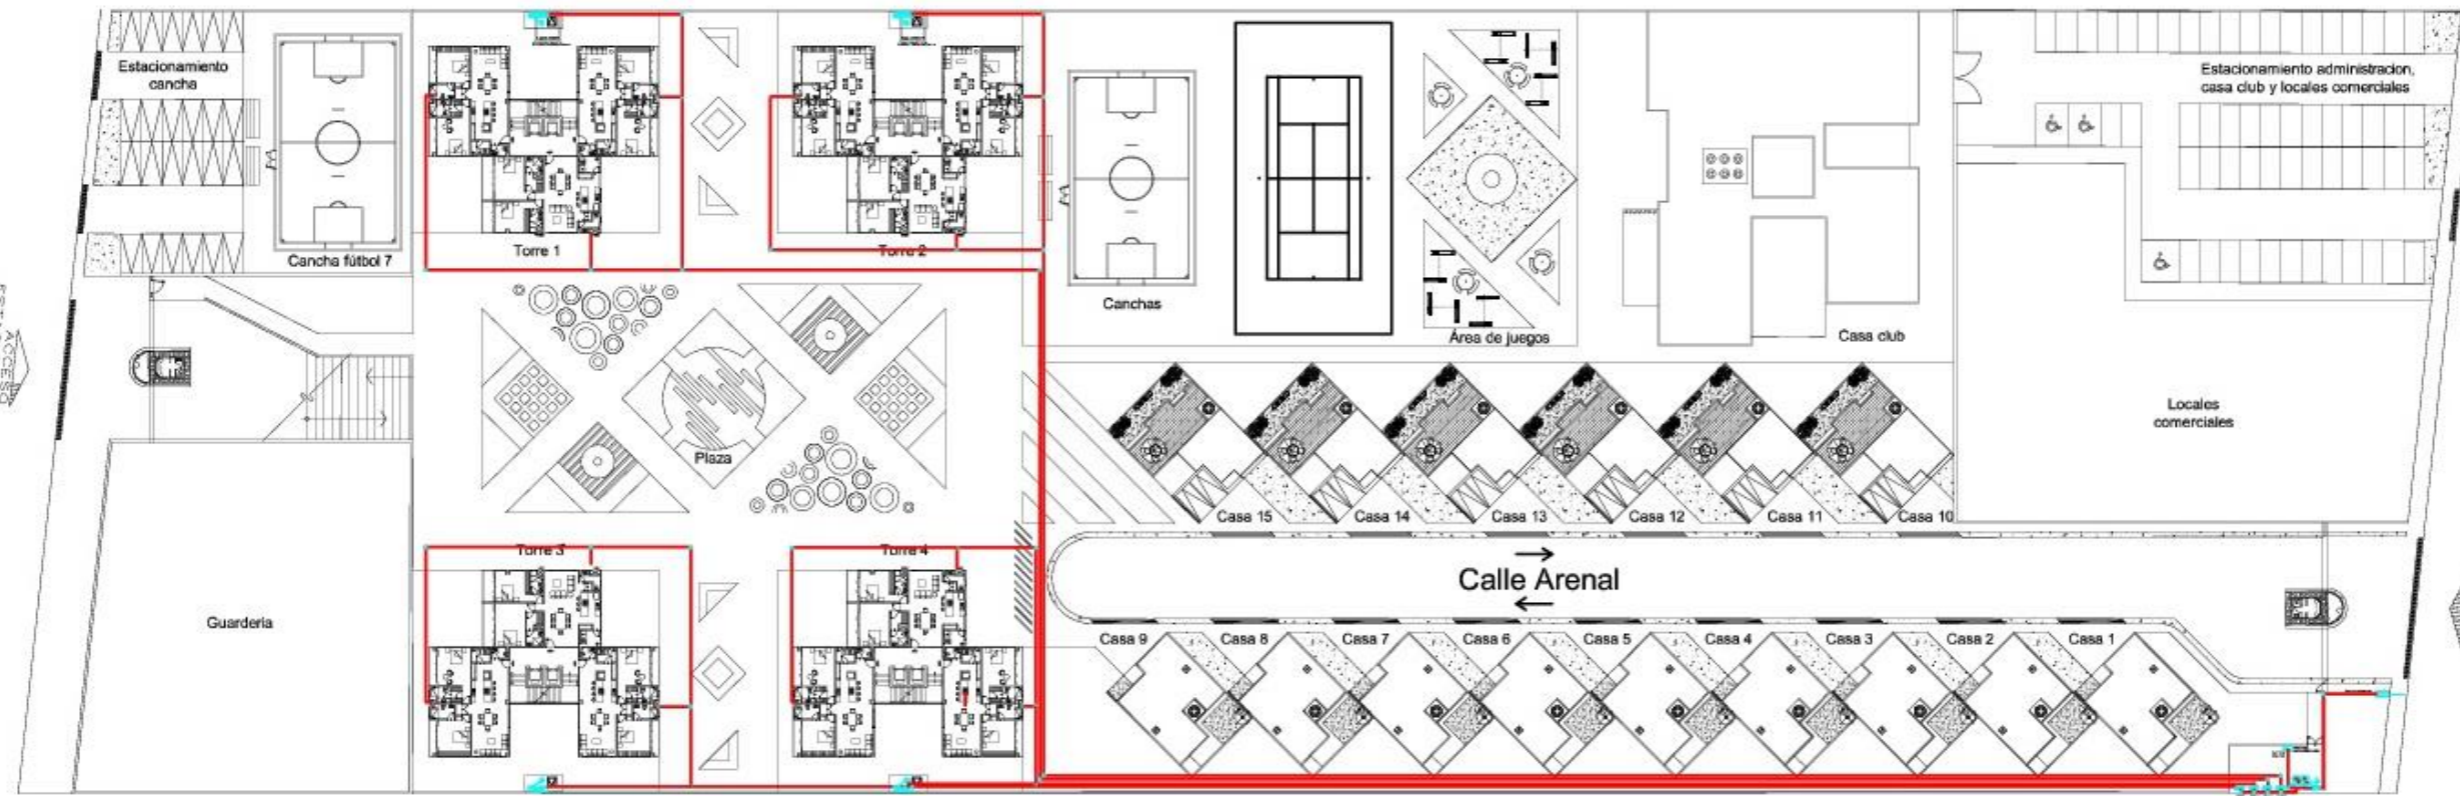 Estacionamiento
cancha
Cancha fútbol 7
Torre 1
Torre 2
Canchas
Área de juegos
Casa club
Estacionamiento administracion,
casa club y locales comerciales
ACCESO
Plaza
Locales
comerciales
Casa 15
Casa 14
Casa 13
Casa 12
Casa 11
Casa 10
Torre 3
Torre 4
Calle Arenal
Guarderia
Casa 9
Casa 8
Casa 7
Casa 6
Casa 5
Casa 4
Casa 3
Casa 2
Casa 1